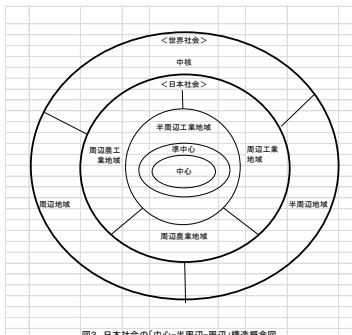 ＜世界社会＞
中核
＜日本社会＞
半周辺工業地域
周辺農工
業地域
周辺工業
地域
準中心
中心
周辺地域
半周辺地域
周辺農業地域
図3 日本社会の「中心-半周辺-周辺」構造概念図